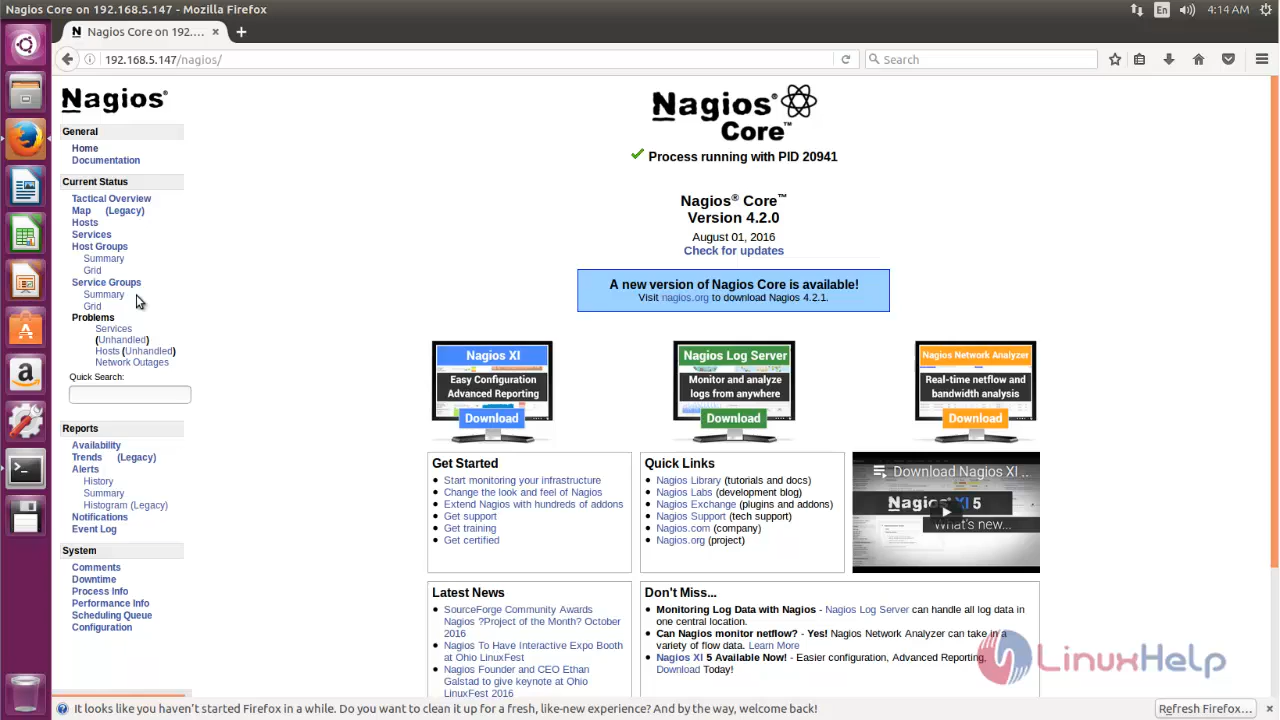 Nagios Core on 192.168.5.147 - Mozilla Firefox
En
4:14 AM
Nagios Core on 192....
192.168.5.147/nagios/
Search
Nagios®
General
Home
Documentation
Current Status
Tactical Overview
Map (Legacy)
Hosts
Services
Host Groups
Summary
Grid
Service Groups
Summary
Grid
Problems
Services
(Unhandled)
Hosts (Unhandled)
Network Outages
Quick Search:
Reports
Availability
Trends (Legacy)
Alerts
History
Summary
Histogram (Legacy)
Notifications
Event Log
System
Comments
Downtime
Process Info
Performance Info
Scheduling Queue
Configuration
Nagios®
Core™
Process running with PID 20941
Nagios® Core™
Version 4.2.0
August 01, 2016
Check for updates
A new version of Nagios Core is available!
Visit nagios.org to download Nagios 4.2.1.
Nagios XI
Easy Configuration
Advanced Reporting
Download
Nagios Log Server
Monitor and analyze
logs from anywhere
Download
Nagios Network Analyzer
Real-time netflow and
bandwidth analysis
Download
Get Started
Start monitoring your infrastructure
Change the look and feel of Nagios
Extend Nagios with hundreds of addons
Get support
Get training
Get certified
Quick Links
Nagios Library (tutorials and docs)
Nagios Labs (development blog)
Nagios Exchange (plugins and addons)
Nagios Support (tech support)
Nagios.com (company)
Nagios.org (project)
Download Nagios XI ...
Nagios XI 5
What's new...
Latest News
SourceForge Community Awards
Nagios ?Project of the Month? October
2016
Nagios To Have Interactive Expo Booth
at Ohio LinuxFest
Nagios Founder and CEO Ethan
Galstad to give keynote at Ohio
LinuxFest 2016
Don't Miss...
Monitoring Log Data with Nagios - Nagios Log Server can handle all log data in
one central location.
Can Nagios monitor netflow? - Yes! Nagios Network Analyzer can take in a
variety of flow data. Learn More
Nagios XI 5 Available Now! - Easier configuration, Advanced Reporting,
Download Today!
LinuxHelp
It looks like you haven't started Firefox in a while. Do you want to clean it up for a fresh, like-new experience? And by the way, welcome back!
Refresh Firefox...